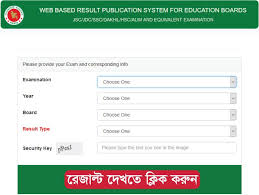 WEB BASED RESULT PUBLICATION SYSTEM FOR EDUCATION BOARDS
JSC/JDC/SSC/DAKHIL/HSC/ALIM AND EQUIVALENT EXAMINATION
Please provide your Exam and corresponding info
Examination Choose One
Year Choose One
Board Choose One
Result Type Choose One
Security Key Please type the text you see in the image
রেজাল্ট দেখতে ক্লিক করুন